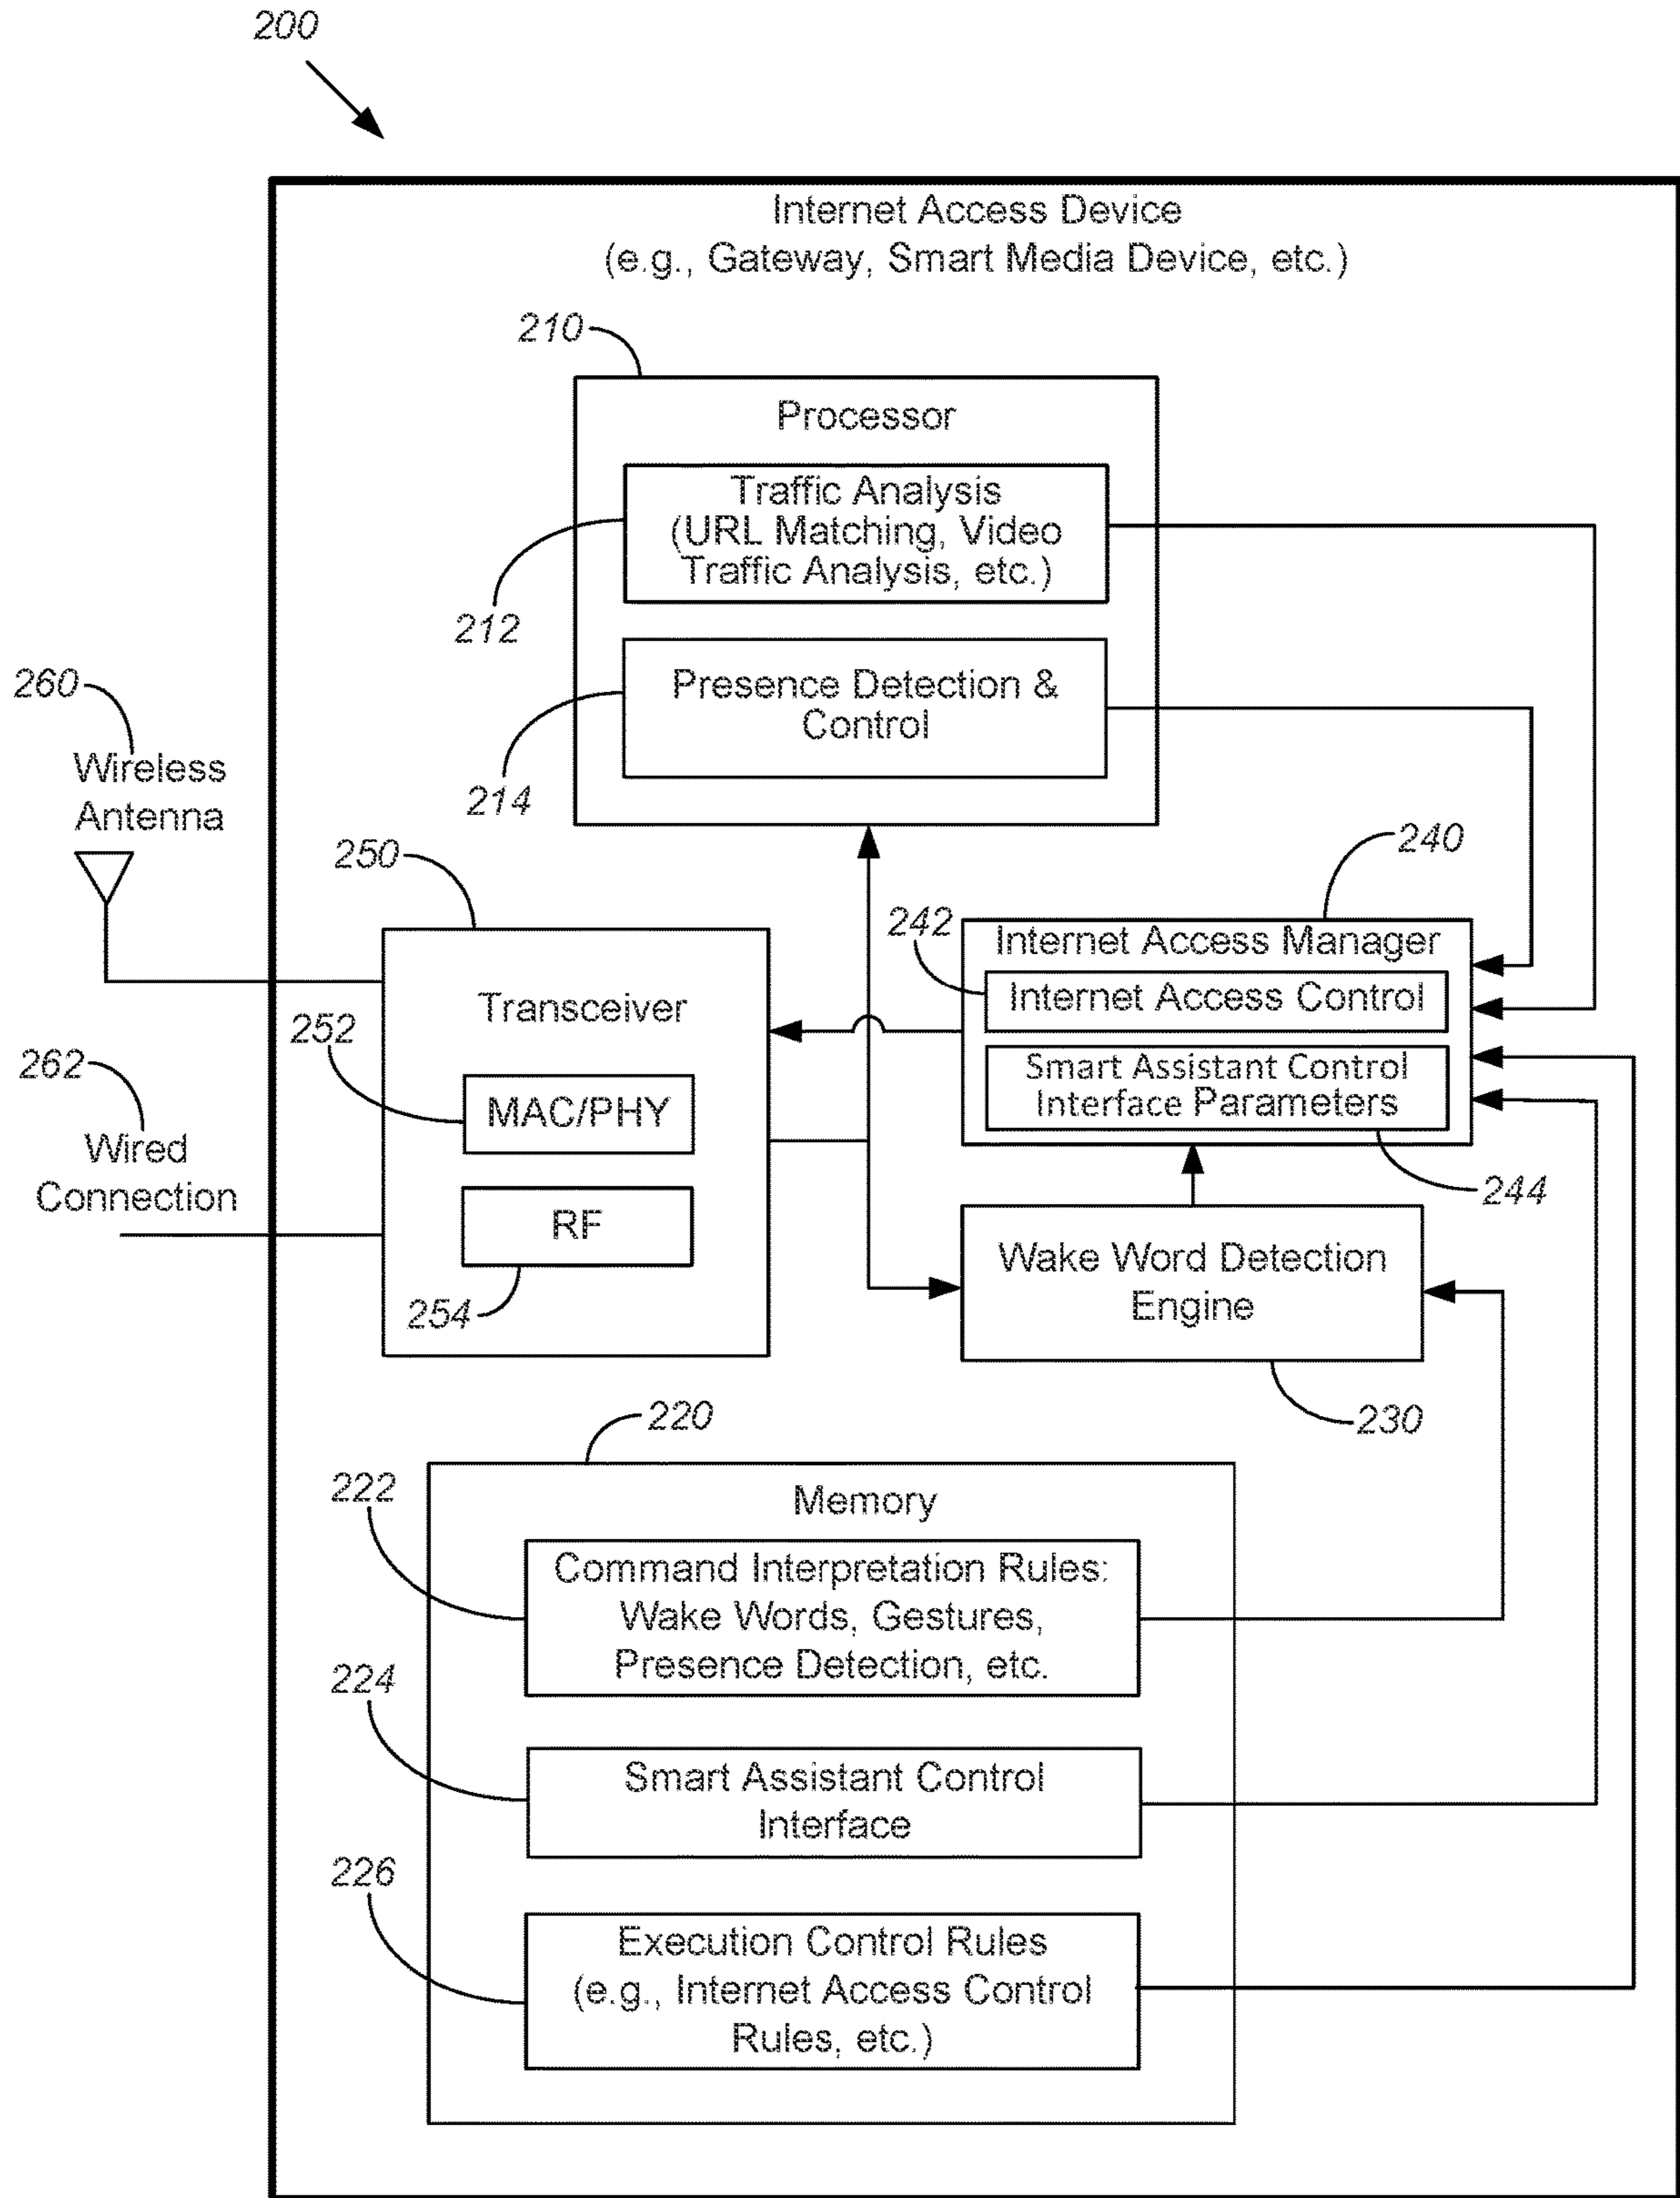 200
Internet Access Device
(e.g., Gateway, Smart Media Device, etc.)
210
Processor
Traffic Analysis
(URL Matching, Video
Traffic Analysis, etc.)
212
Presence Detection &
Control
214
260
Wireless
Antenna
250
Transceiver
252
MAC/PHY
RF
254
262
Wired
Connection
240
242
Internet Access Manager
Internet Access Control
Smart Assistant Control
Interface Parameters
244
Wake Word Detection
Engine
230
220
Memory
222
Command Interpretation Rules:
Wake Words, Gestures,
Presence Detection, etc.
224
Smart Assistant Control
Interface
226
Execution Control Rules
(e.g., Internet Access Control
Rules, etc.)